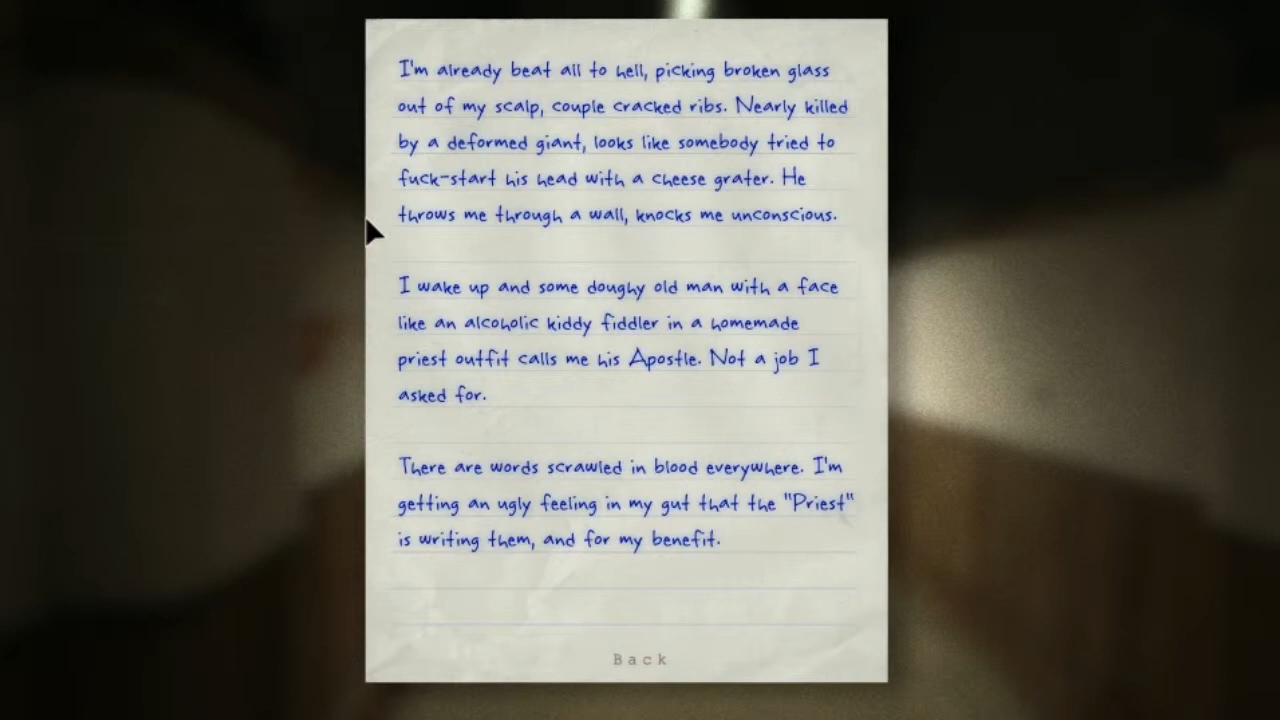 I'm already beat all to hell, picking broken glass
out of my scalp, couple cracked ribs. Nearly killed
by a deformed giant, looks like somebody tried to
fuck-start his head with a cheese grater. He
throws me through a wall, knocks me unconscious.
I wake up and some doughy old man with a face
like an alcoholic kiddy fiddler in a homemade
priest outfit calls me his Apostle. Not a job I
asked for.
There are words scrawled in blood everywhere. I'm
getting an ugly feeling in my gut that the "Priest"
is writing them, and for my benefit.
Back